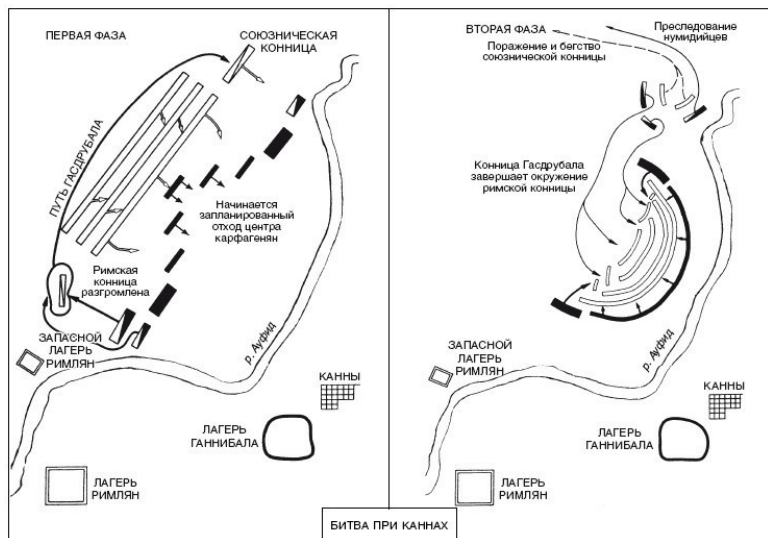 ПЕРВАЯ ФАЗА
СОЮЗНИЧЕСКАЯ
КОННИЦА
ПУТЬ ГАСДРУБАЛА
Начинается
запланированный
отход центра
карфагенян
Римская
конница
разгромлена
ЗАПАСНОЙ
ЛАГЕРЬ
РИМЛЯН
р. Ауфид
КАННЫ
ЛАГЕРЬ
ГАННИБАЛА
ЛАГЕРЬ
РИМЛЯН
ВТОРАЯ ФАЗА
Преследование
нумидийцев
Поражение и бегство
союзнической конницы
Конница Гасдрубала
завершает окружение
римской конницы
ЗАПАСНОЙ
ЛАГЕРЬ
РИМЛЯН
р. Ауфид
КАННЫ
ЛАГЕРЬ
ГАННИБАЛА
ЛАГЕРЬ
РИМЛЯН
БИТВА ПРИ КАННАХ